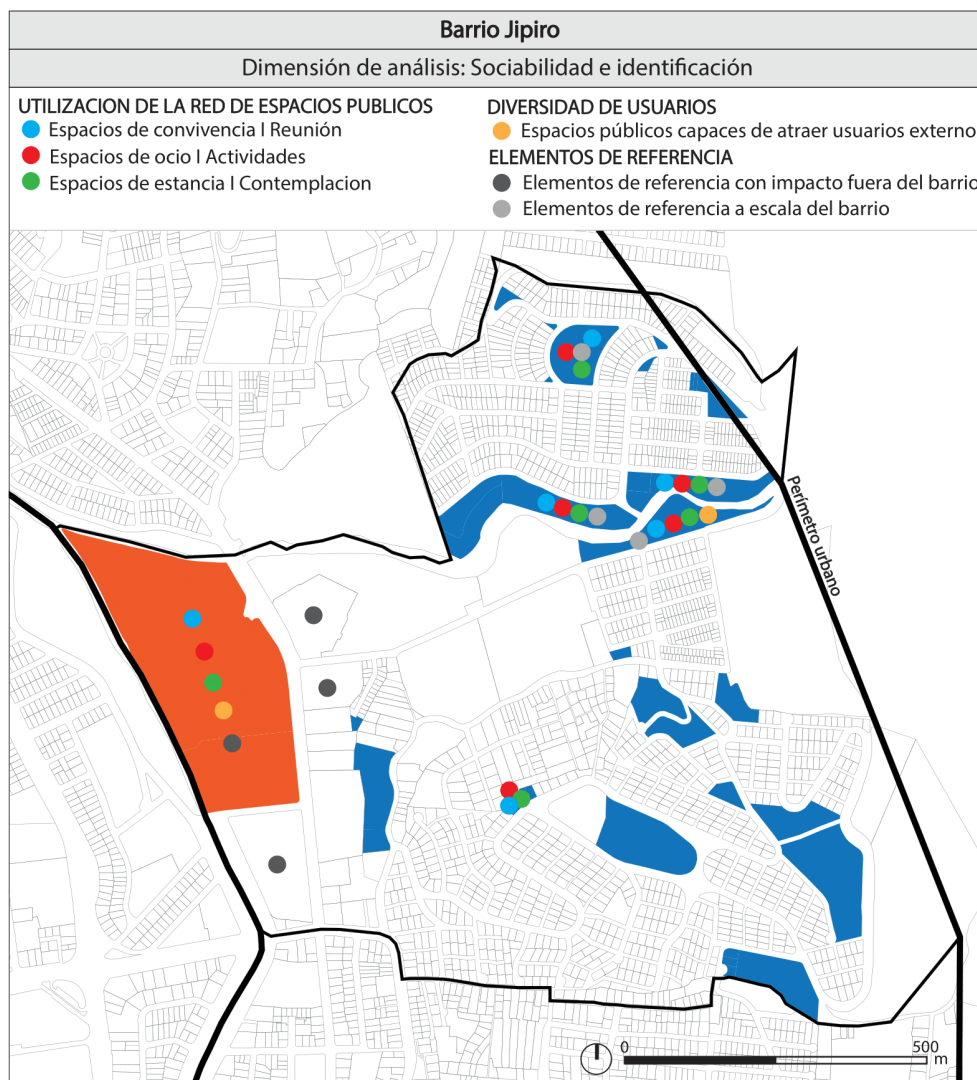 Barrio Jipiro
Dimensión de análisis: Sociabilidad e identificación
UTILIZACION DE LA RED DE ESPACIOS PUBLICOS
Espacios de convivencia I Reunión
Espacios de ocio I Actividades
Espacios de estancia I Contemplacion
DIVERSIDAD DE USUARIOS
Espacios públicos capaces de atraer usuarios externo
ELEMENTOS DE REFERENCIA
Elementos de referencia con impacto fuera del barrio
Elementos de referencia a escala del barrio
Perímetro urbano
0 500 m